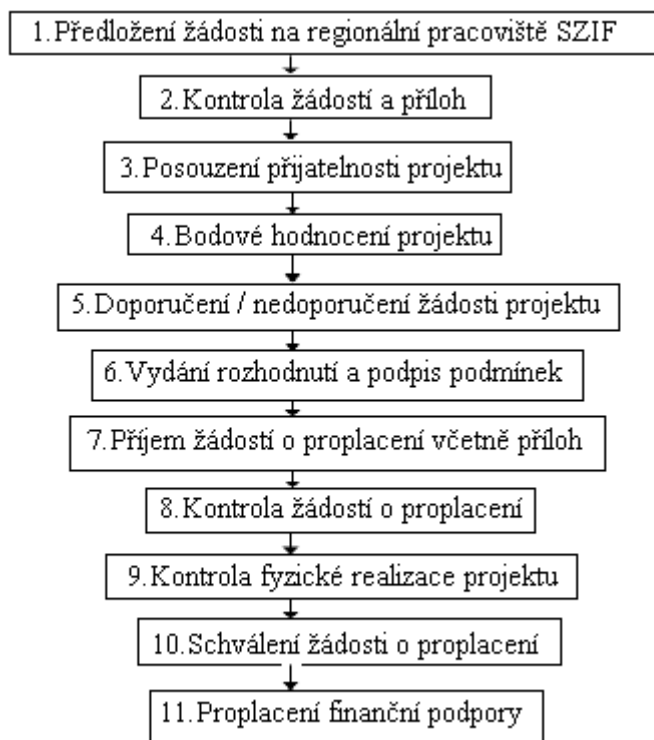 1.Předložení žádosti na regionální pracoviště SZIF
2.Kontrola žádostí a příloh
3.Posouzení přijatelnosti projektu
4.Bodové hodnocení projektu
5.Doporučení / nedoporučení žádosti projektu
6.Vydání rozhodnutí a podpis podmínek
7.Příjem žádostí o proplacení včetně příloh
8.Kontrola žádostí o proplacení
9.Kontrola fyzické realizace projektu
10.Schválení žádosti o proplacení
11.Proplacení finanční podpory